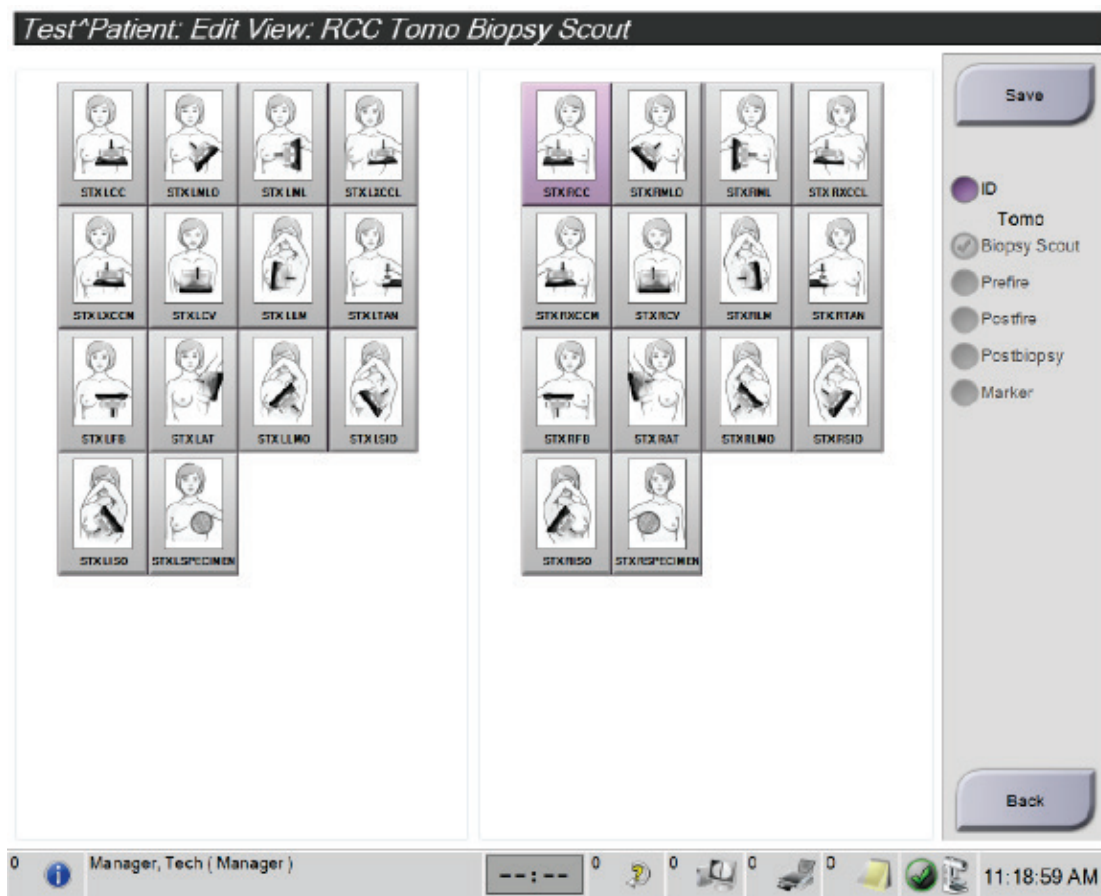 Test^Patient: Edit View: RCC Tomo Biopsy Scout
STX LCC STX LMLO STX LML STX LXCCL
STX LXCCM STX LCV STX LLM STX LTAN
STX LFB STX LAT STX LLMO STX LSIO
STX LISO STX LSPECIMEN
STX RCC STX RMLO STX RML STX RXCCL
STX RXCCM STX RCV STX RLM STX RTAN
STX RFB STX RAT STX RLMO STX RSIO
STX RISO STX RSPECIMEN
Save
ID
Tomo
Biopsy Scout
Prefire
Postfire
Postbiopsy
Marker
Back
0 Manager, Tech ( Manager ) --:-- 0 0 0 0 11:18:59 AM